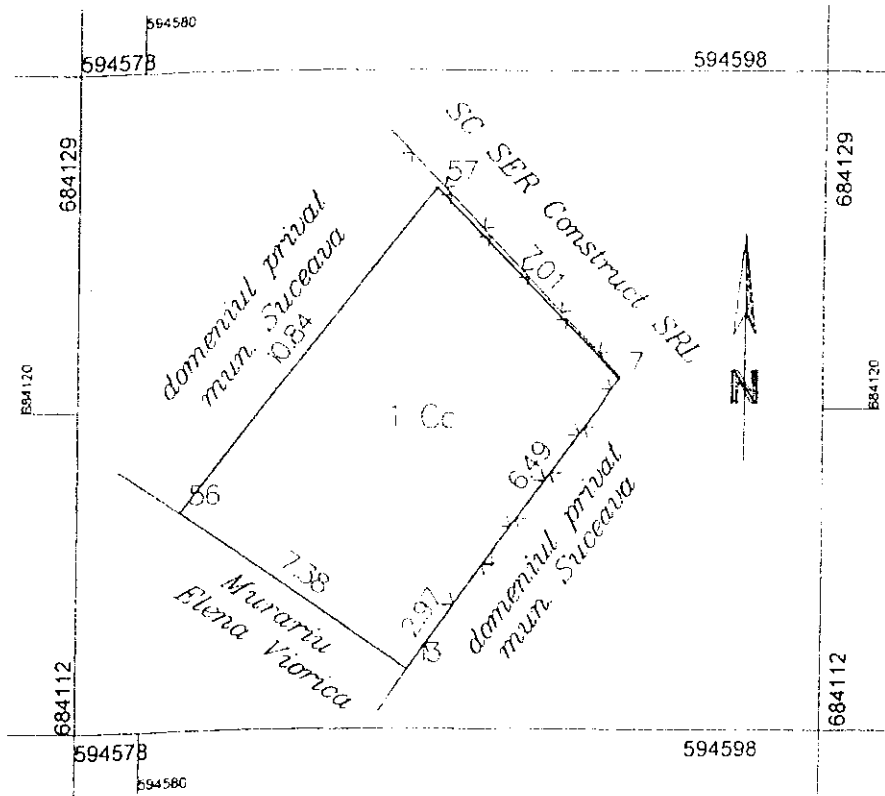 594580
594578
594598
684129
684129
SC SER Construct SRL
57
7.01
domeniul privat
mun. Suceava
10.84
7
684120
684120
N
1 Cc
6.49
56
domeniul privat
mun. Suceava
7.38
Murariu
Elena Viorica
2.97
13
684112
684112
594578
594598
594580